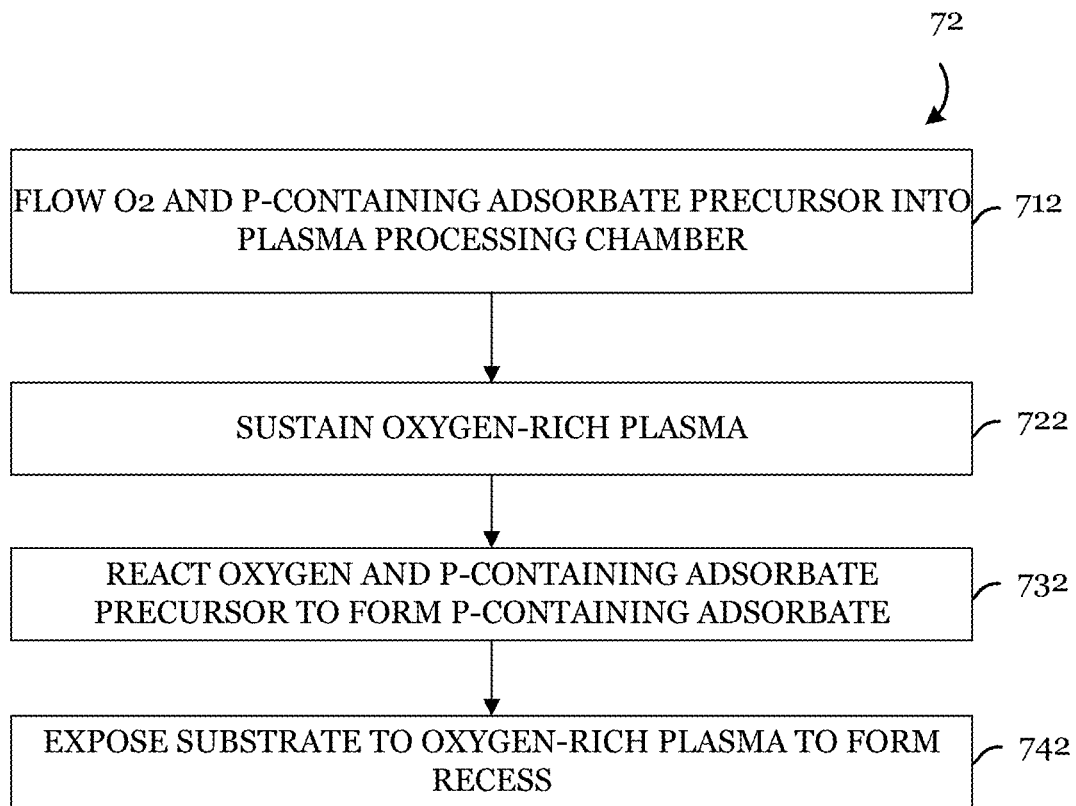 72
FLOW O2 AND P-CONTAINING ADSORBATE PRECURSOR INTO
PLASMA PROCESSING CHAMBER
712
SUSTAIN OXYGEN-RICH PLASMA
722
REACT OXYGEN AND P-CONTAINING ADSORBATE
PRECURSOR TO FORM P-CONTAINING ADSORBATE
732
EXPOSE SUBSTRATE TO OXYGEN-RICH PLASMA TO FORM
RECESS
742